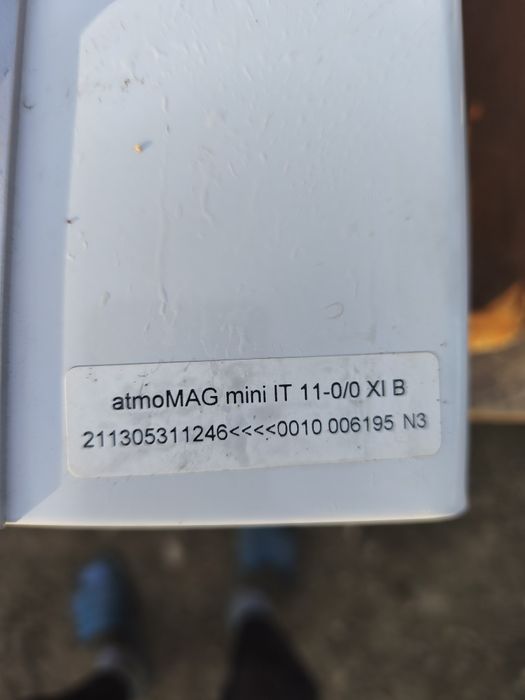 atmoMAG mini IT 11-0/0 XI B
211305311246<<<<0010 006195 N3